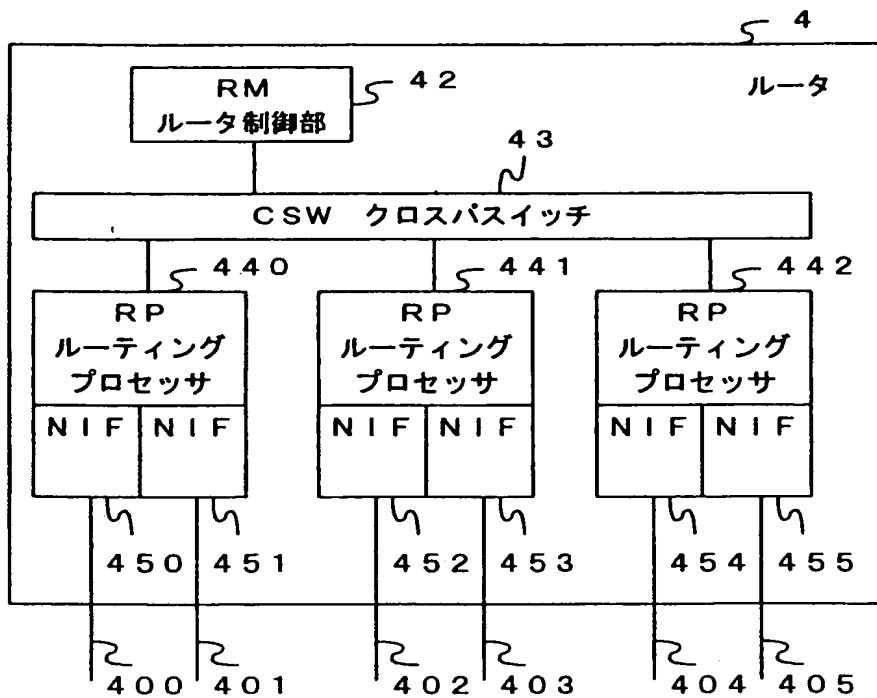 4
ルータ
RM
ルータ制御部
42
43
CSW クロスバスイッチ
440
441
442
RP
ルーティング
プロセッサ
RP
ルーティング
プロセッサ
RP
ルーティング
プロセッサ
NIF NIF
NIF NIF
NIF NIF
450 451 452 453 454 455
400 401 402 403 404 405